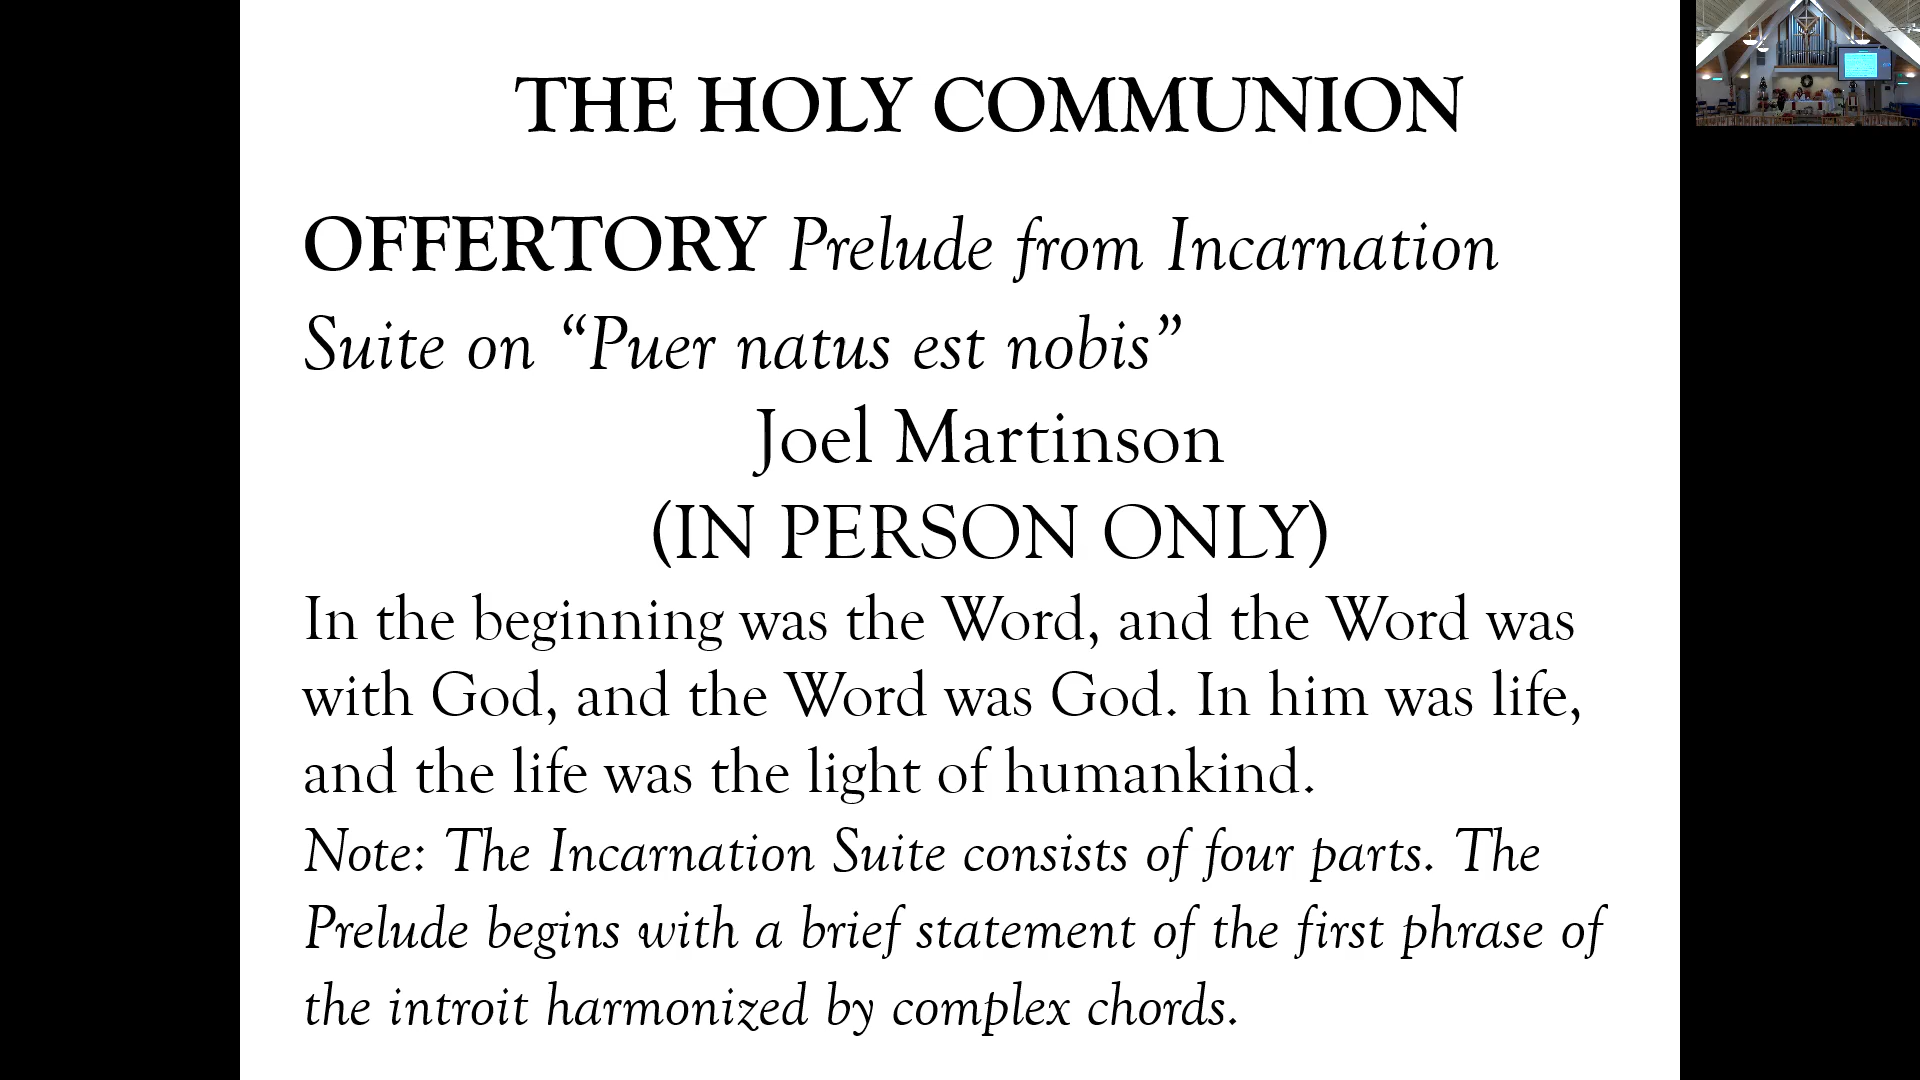 THE HOLY COMMUNION
OFFERTORY Prelude from Incarnation
Suite on “Puer natus est nobis”
Joel Martinson
(IN PERSON ONLY)
In the beginning was the Word, and the Word was
with God, and the Word was God. In him was life,
and the life was the light of humankind.
Note: The Incarnation Suite consists of four parts. The
Prelude begins with a brief statement of the first phrase of
the introit harmonized by complex chords.